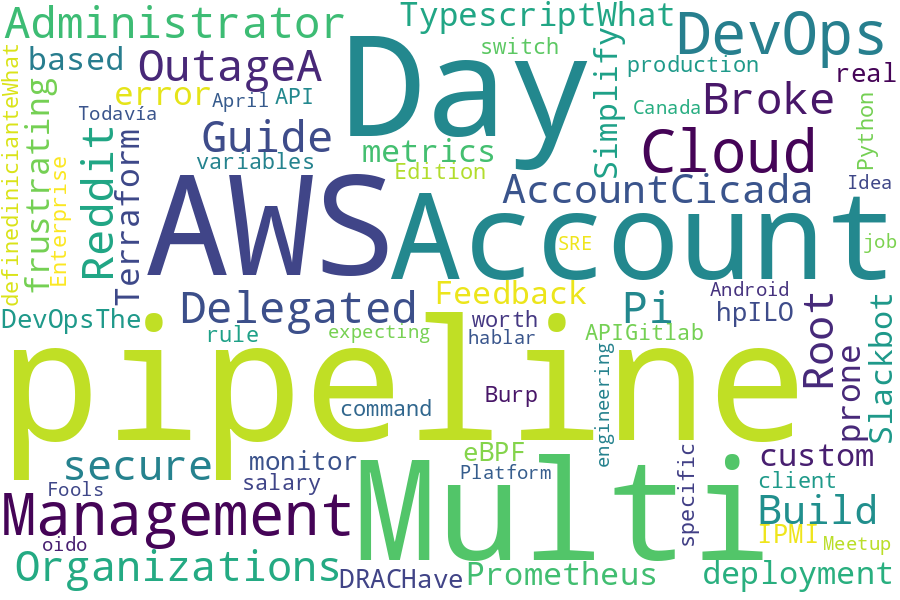 Administrator
TypescriptWhat
DevOps
Day
switch
based
OutageA
production
real
error
April
API
Simplify
Broke
Todavía
Canada
Python
definedinicianteWhat
frustrating
Reddit
Guide
metrics
Cloud
variables
Edition
Enterprise
Terraform
AWS
AccountCicada
Idea
Account
SRE
job
Delegated
Feedback
Android
DevOpsThe
Pi
hpILO
rule
expecting
worth
hablar
APIGitlab
Root
Slackbot
pipeline
engineering
prone
Burp
command
secure
monitor
eBPF
custom
salary
Platform
specific
client
Fools
Multi
Management
Build
oido
IPMI
Meetup
Organizations
DRACHave
Prometheus
deployment